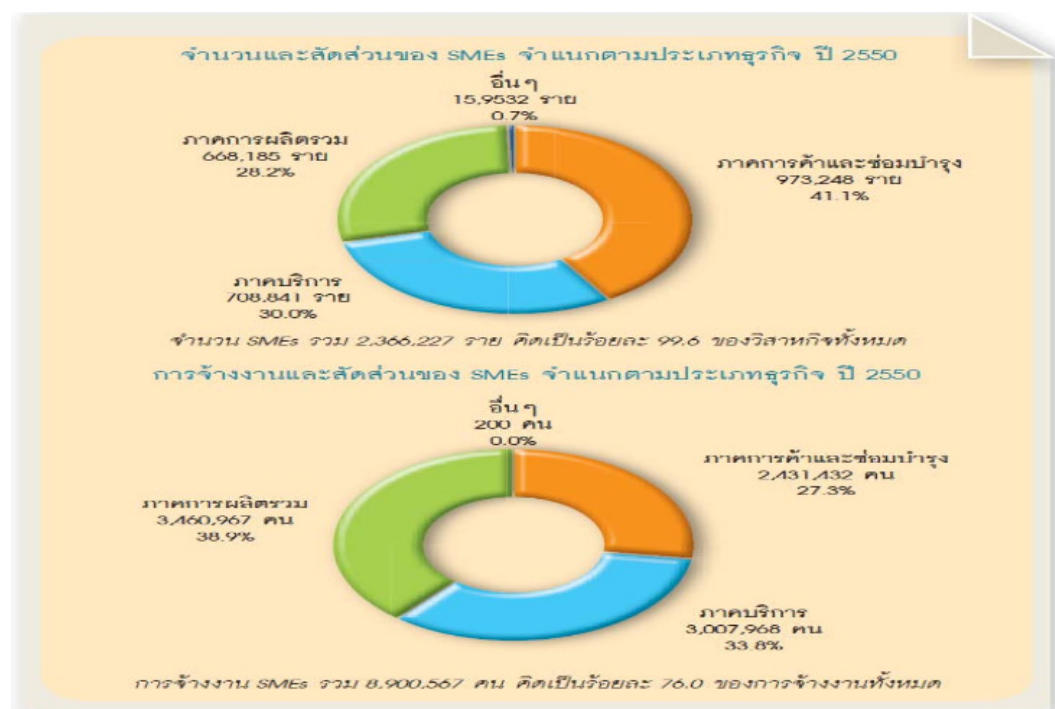 จำนวนและสัดส่วนของ SMEs จำแนกตามประเภทธุรกิจ ปี 2550
อื่นๆ
15,9532 ราย
0.7%
ภาคการผลิตรวม
668,185 ราย
28.2%
ภาคการค้าและซ่อมบำรุง
973,248 ราย
41.1%
ภาคบริการ
708,841 ราย
30.0%
จำนวน SMEs รวม 2,366,227 ราย คิดเป็นร้อยละ 99.6 ของวิสาหกิจทั้งหมด
การจ้างงานและสัดส่วนของ SMEs จำแนกตามประเภทธุรกิจ ปี 2550
อื่นๆ
200 คน
0.0%
ภาคการค้าและซ่อมบำรุง
2,431,432 คน
27.3%
ภาคการผลิตรวม
3,460,967 คน
38.9%
ภาคบริการ
3,007,968 คน
33.8%
การจ้างงาน SMEs รวม 8,900,567 คน คิดเป็นร้อยละ 76.0 ของการจ้างงานทั้งหมด